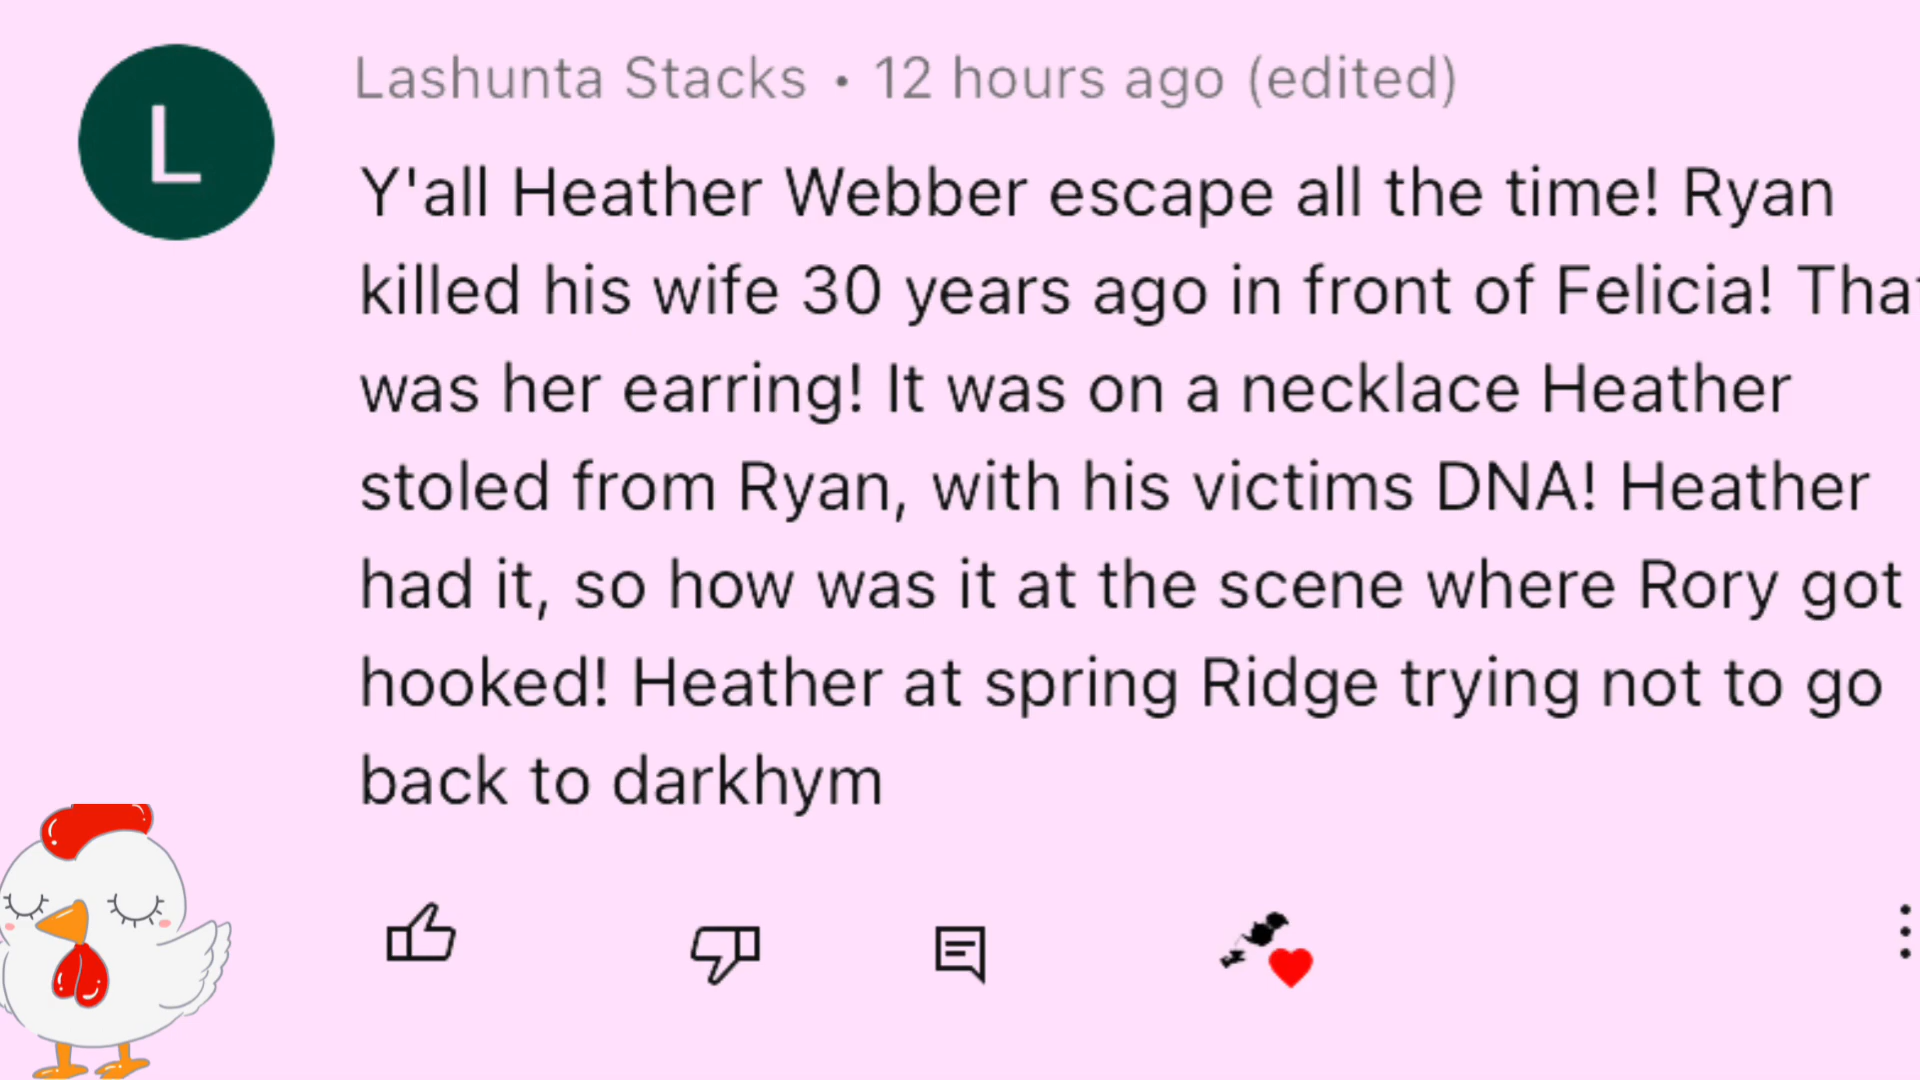 L
Lashunta Stacks • 12 hours ago (edited)
Y'all Heather Webber escape all the time! Ryan
killed his wife 30 years ago in front of Felicia! That
was her earring! It was on a necklace Heather
stoled from Ryan, with his victims DNA! Heather
had it, so how was it at the scene where Rory got
hooked! Heather at spring Ridge trying not to go
back to darkhym